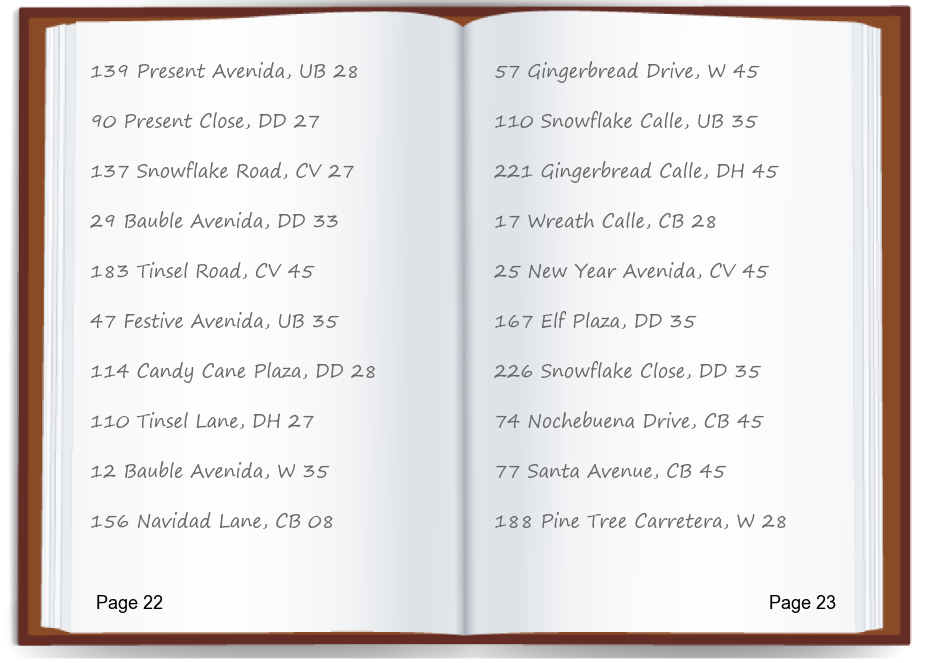 139 Present Avenida, UB 28
90 Present Close, DD 27
137 Snowflake Road, CV 27
29 Bauble Avenida, DD 33
183 Tinsel Road, CV 45
47 Festive Avenida, UB 35
114 Candy Cane Plaza, DD 28
110 Tinsel Lane, DH 27
12 Bauble Avenida, W 35
156 Navidad Lane, CB 08
Page 22
57 Gingerbread Drive, W 45
110 Snowflake Calle, UB 35
221 Gingerbread Calle, DH 45
17 Wreath Calle, CB 28
25 New Year Avenida, CV 45
167 Elf Plaza, DD 35
226 Snowflake Close, DD 35
74 Nochebuena Drive, CB 45
77 Santa Avenue, CB 45
188 Pine Tree Carretera, W 28
Page 23